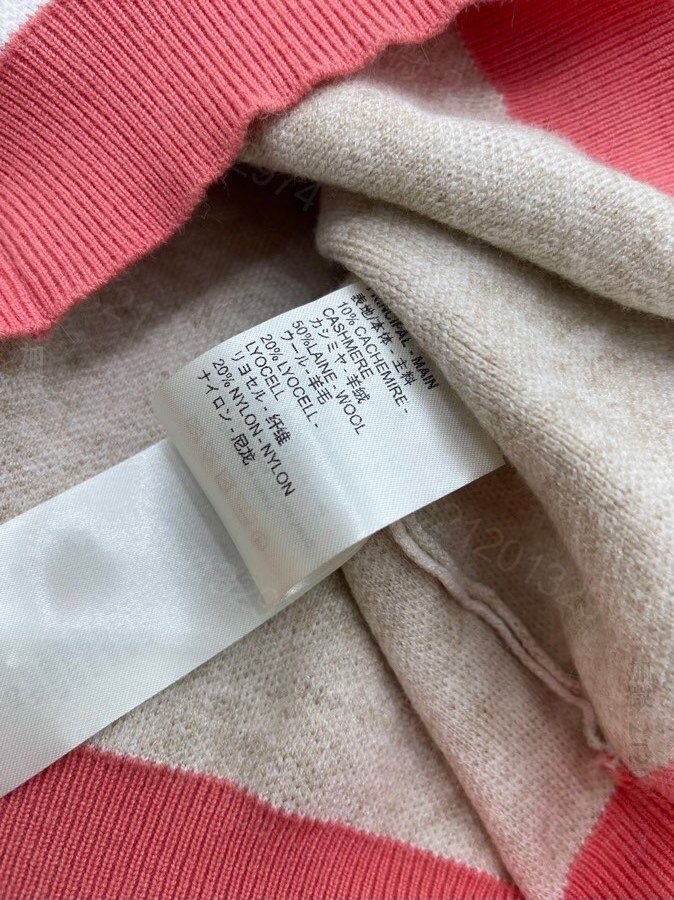 PRINCIPAL - MAIN
表地/本体 - 主料
10% CACHEMIRE -
CASHMERE
カシミヤ - 羊绒
50%LAINE - WOOL
ウール - 羊毛
20% LYOCELL -
LYOCELL
リヨセル - 纤维
20% NYLON - NYLON
ナイロン - 尼龙